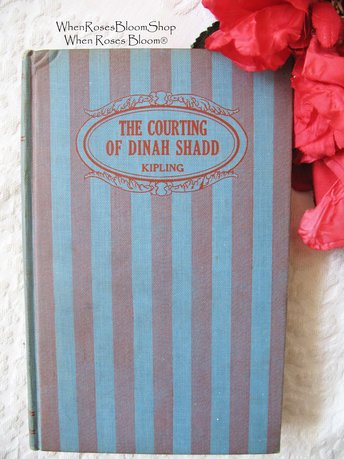 WhenRosesBloomShop
When Roses Bloom®
THE COURTING
OF DINAH SHADD
KIPLING